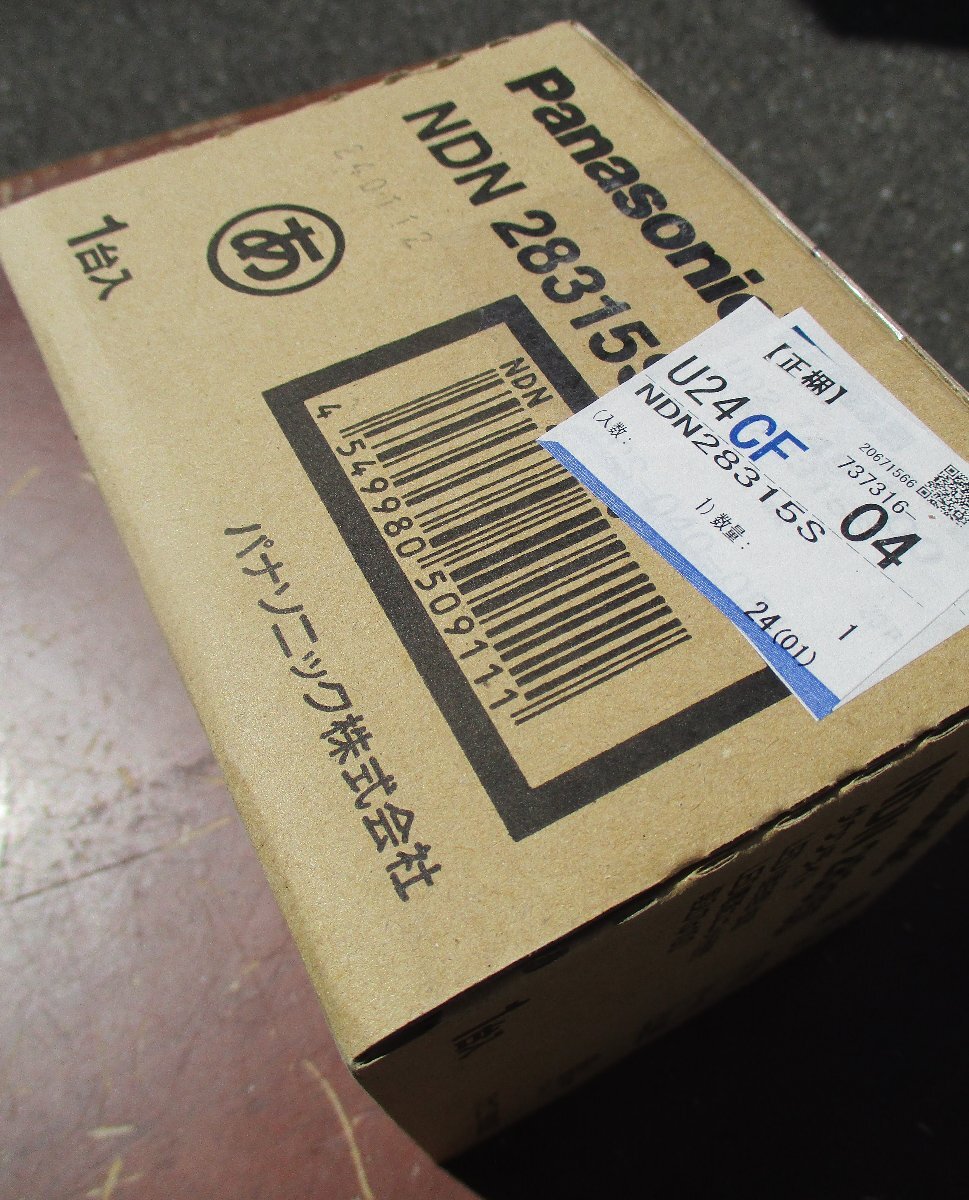 Panasonic
NDN 28315S
240112
あ
1台入
NDN
4 549980 509111
パナソニック株式会社
【正梱】
U24CF
737316-
20671566
04
NDN28315S
(入数: 1) 数量: 1
24(01)